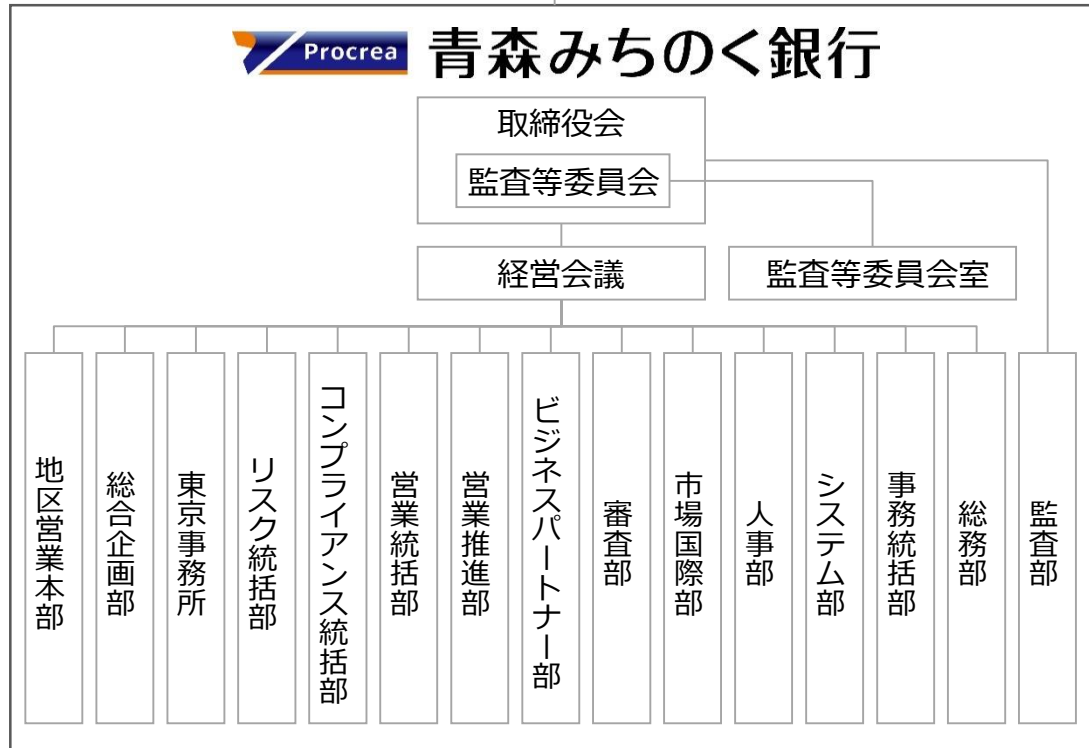 Procrea 青森みちのく銀行
取締役会
監査等委員会
経営会議
監査等委員会室
地区営業本部
総合企画部
東京事務所
リスク統括部
コンプライアンス統括部
営業統括部
営業推進部
ビジネスパートナー部
審査部
市場国際部
人事部
システム部
事務統括部
総務部
監査部